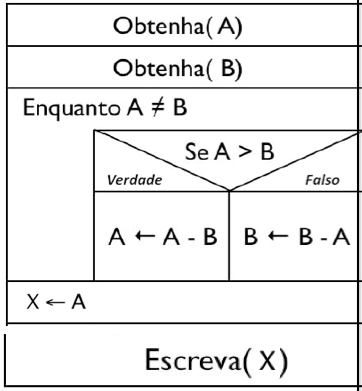 Obtenha( A)
Obtenha( B)
Enquanto A ≠ B
Se A > B
Verdade Falso
A ← A - B B ← B - A
X ← A
Escreva( X)